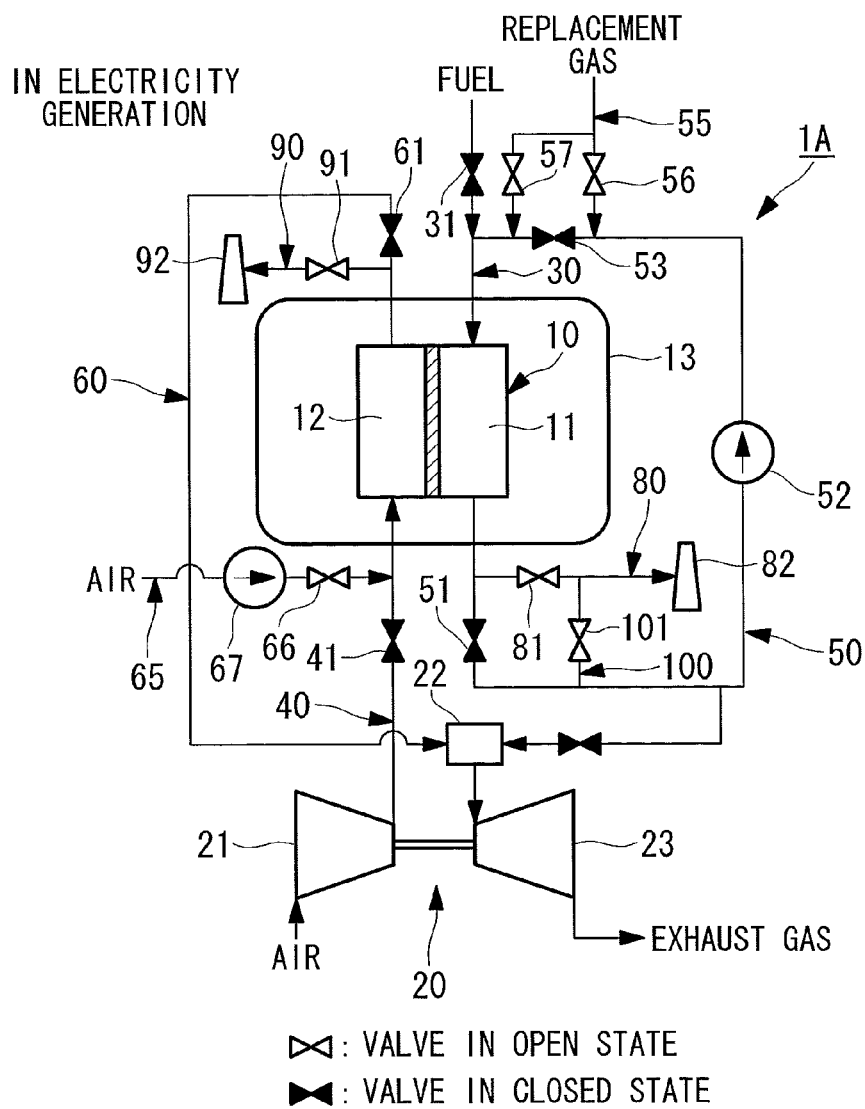 REPLACEMENT
GAS
IN ELECTRICITY
GENERATION
FUEL
55
1A
90
91
61
57
56
31
92
30
53
10
13
60
12
11
52
80
AIR
82
51
66
81
101
65
67
41
22
100
50
40
21
23
AIR
20
EXHAUST GAS
: VALVE IN OPEN STATE
: VALVE IN CLOSED STATE